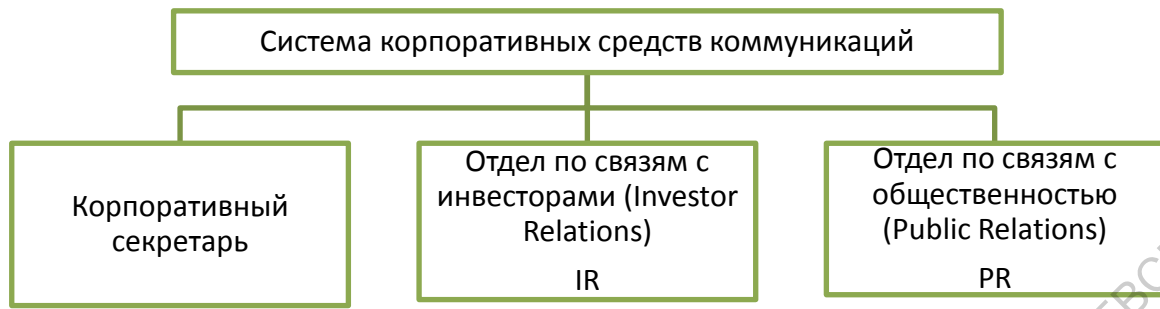 Система корпоративных средств коммуникаций
Корпоративный
секретарь
Отдел по связям с
инвесторами (Investor
Relations)
IR
Отдел по связям с
общественностью
(Public Relations)
PR